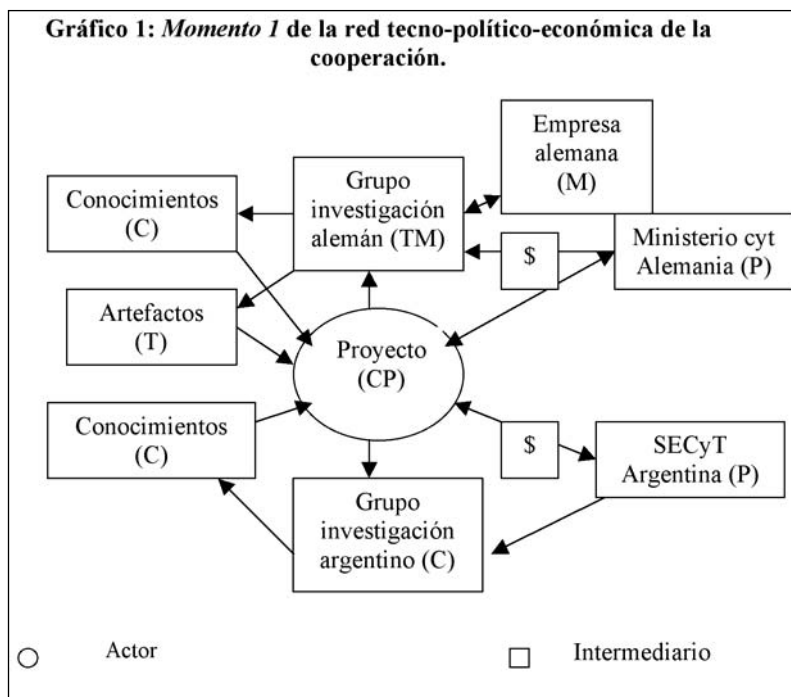 Gráfico 1: Momento 1 de la red tecno-político-económica de la
cooperación.
Empresa
alemana
(M)
Grupo
investigación
alemán (TM)
Conocimientos
(C)
$
Ministerio cyt
Alemania (P)
Artefactos
(T)
Proyecto
(CP)
Conocimientos
(C)
$
SECyT
Argentina (P)
Grupo
investigación
argentino (C)
Actor
Intermediario